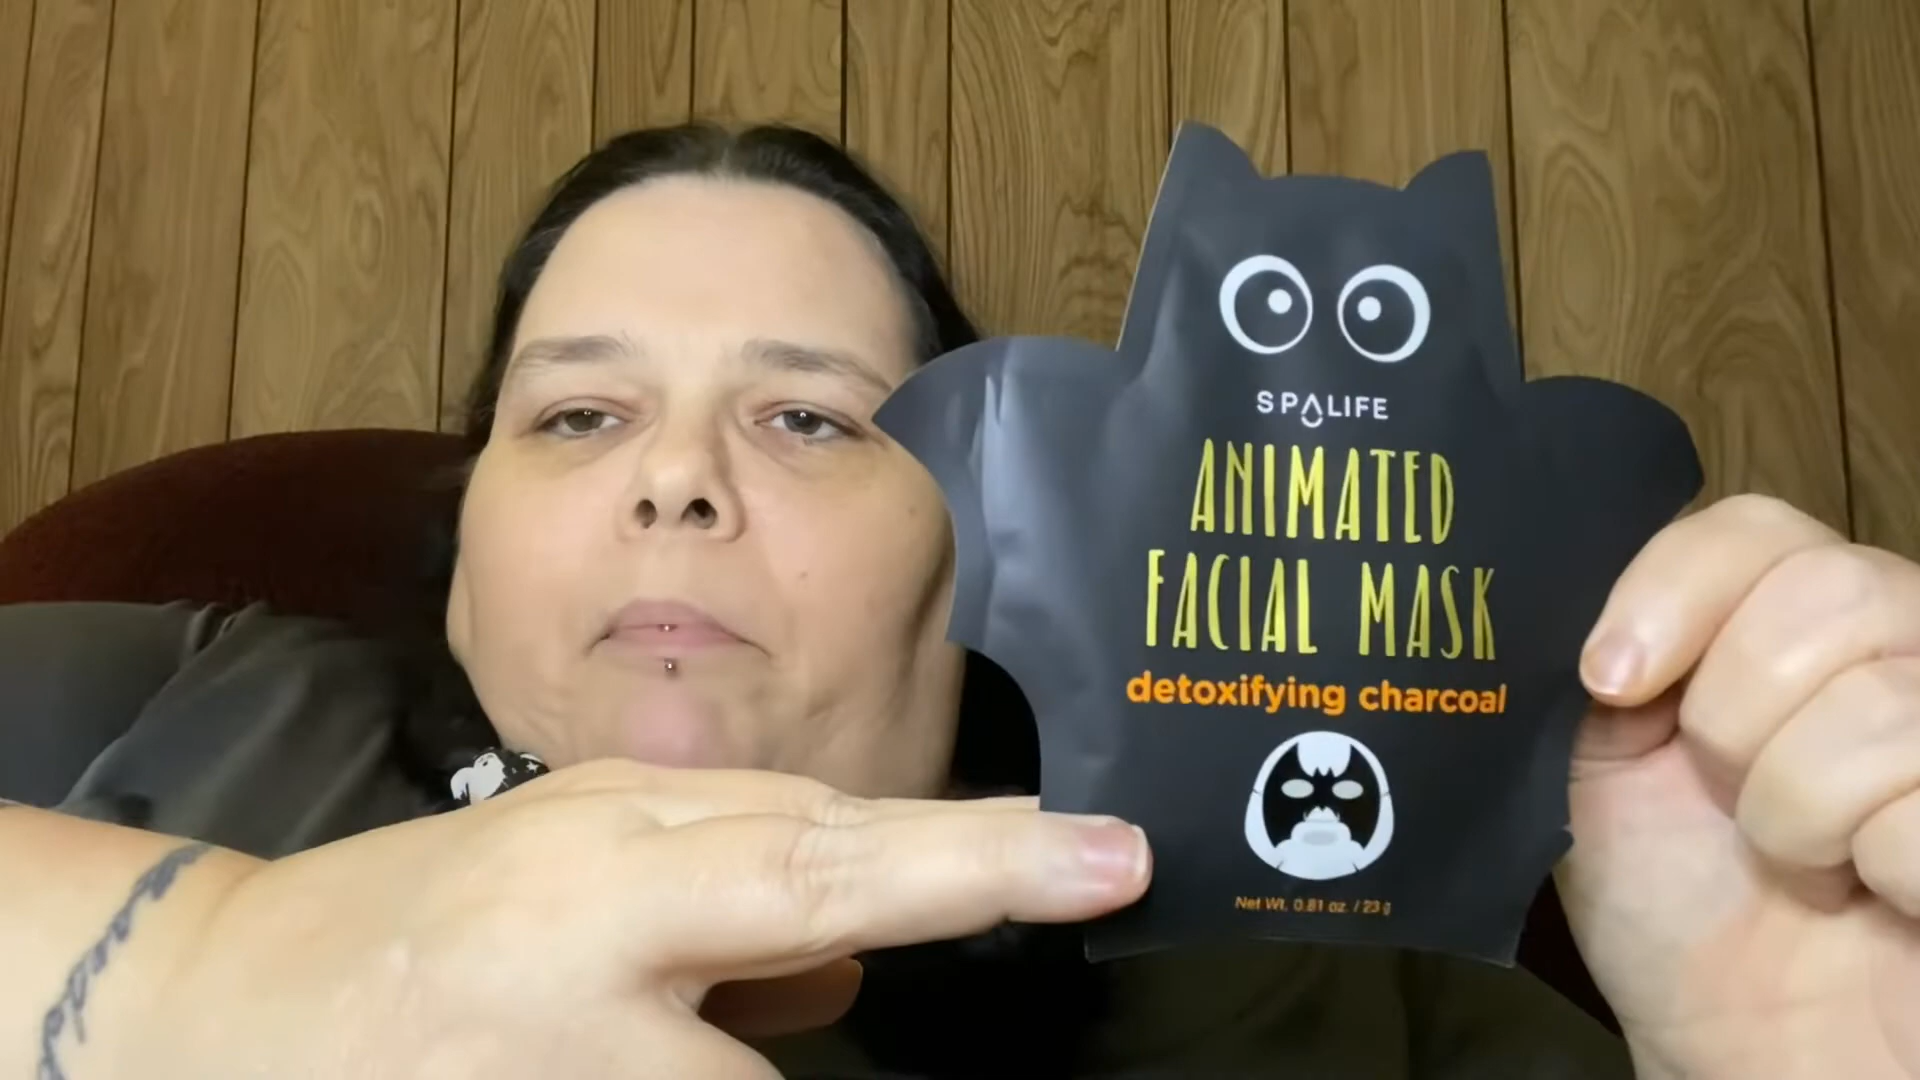 SPALIFE
ANIMATED
FACIAL MASK
detoxifying charcoal
Net Wt. 0.81 oz. / 23 g